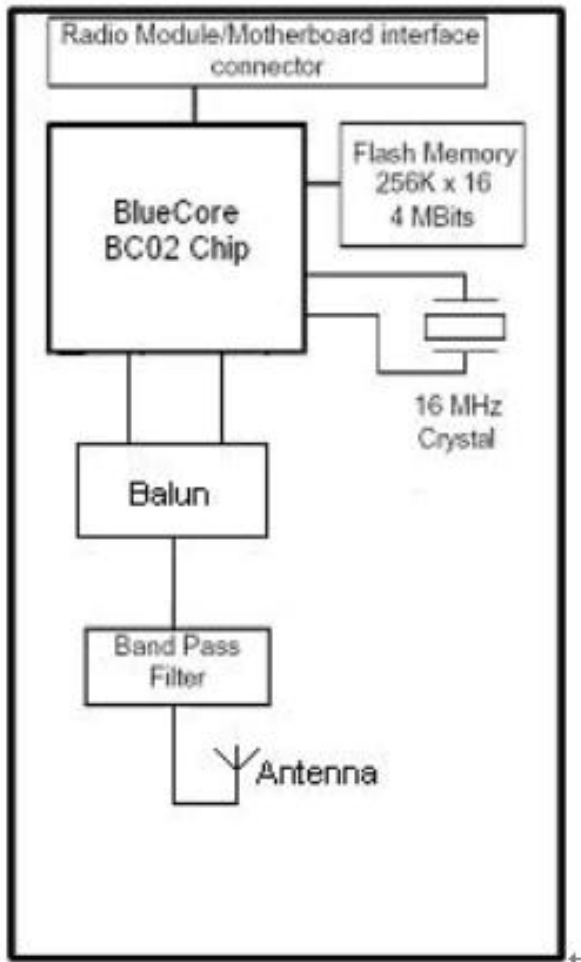 Radio Module/Motherboard interface
connector
BlueCore
BC02 Chip
Flash Memory
256K x 16
4 MBits
16 MHz
Crystal
Balun
Band Pass
Filter
Antenna